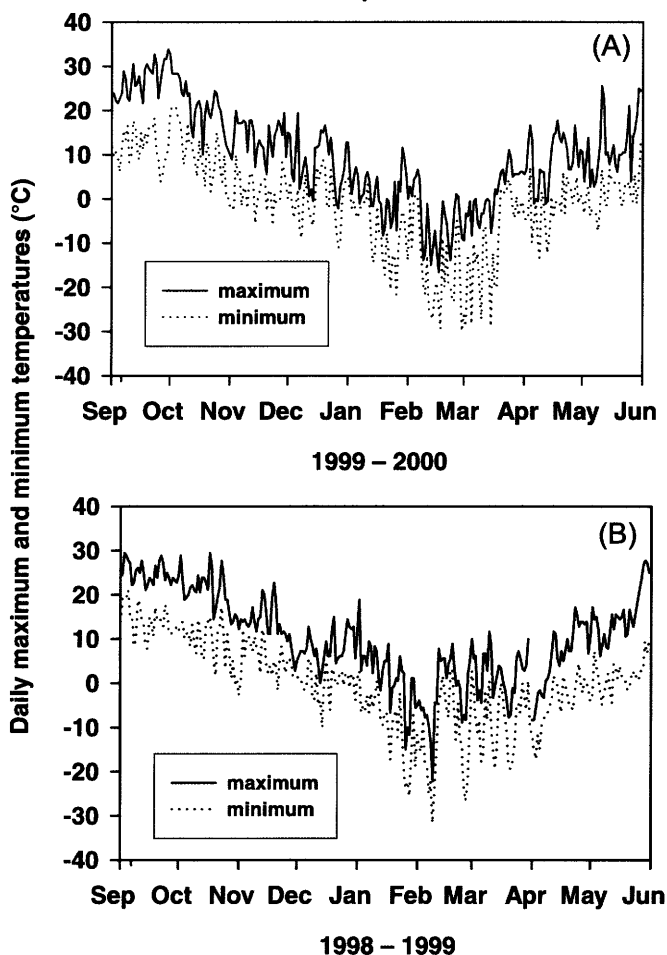 Daily maximum and minimum temperatures (°C)
(A)
40
30
20
10
0
-10
-20
-30
-40
maximum
minimum
Sep Oct Nov Dec Jan Feb Mar Apr May Jun
1999 – 2000
(B)
40
30
20
10
0
-10
-20
-30
-40
maximum
minimum
Sep Oct Nov Dec Jan Feb Mar Apr May Jun
1998 – 1999